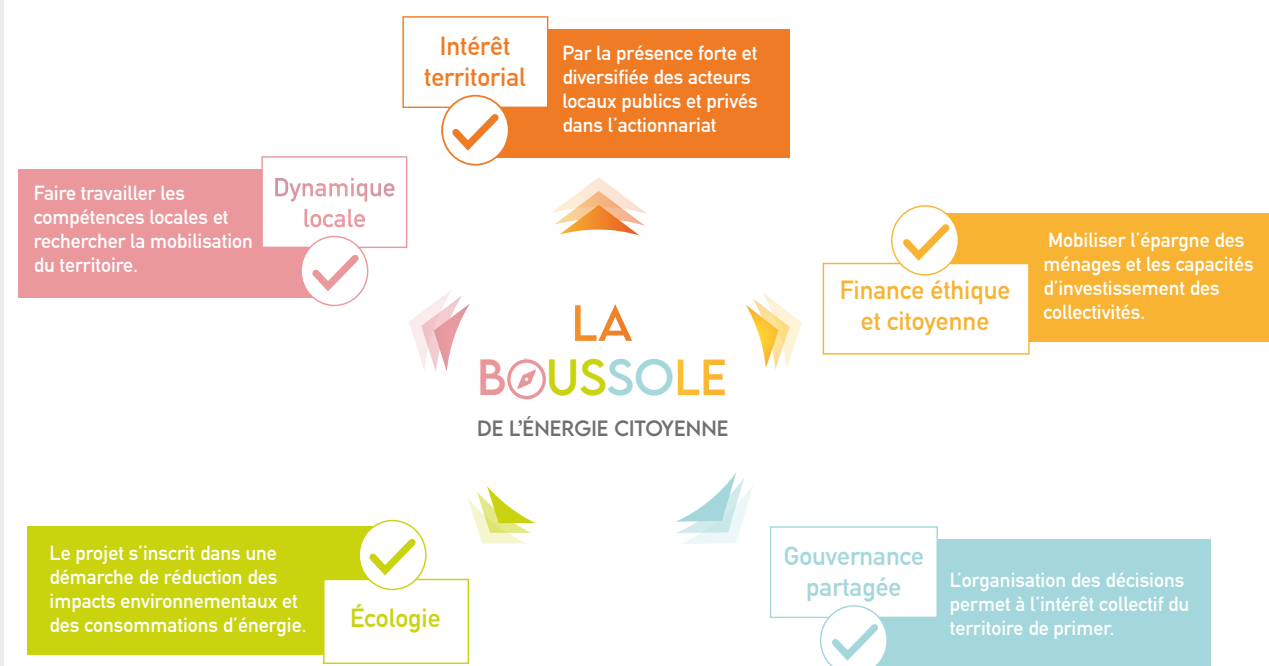 Intérêt
territorial
Par la présence forte et
diversifiée des acteurs
locaux publics et privés
dans l'actionnariat
Faire travailler les
compétences locales et
rechercher la mobilisation
du territoire.
Dynamique
locale
Finance éthique
et citoyenne
Mobiliser l'épargne des
ménages et les capacités
d'investissement des
collectivités.
LA
BOUSSOLE
DE L'ÉNERGIE CITOYENNE
Le projet s'inscrit dans une
démarche de réduction des
impacts environnementaux et
des consommations d'énergie.
Écologie
Gouvernance
partagée
L'organisation des décisions
permet à l'intérêt collectif du
territoire de primer.